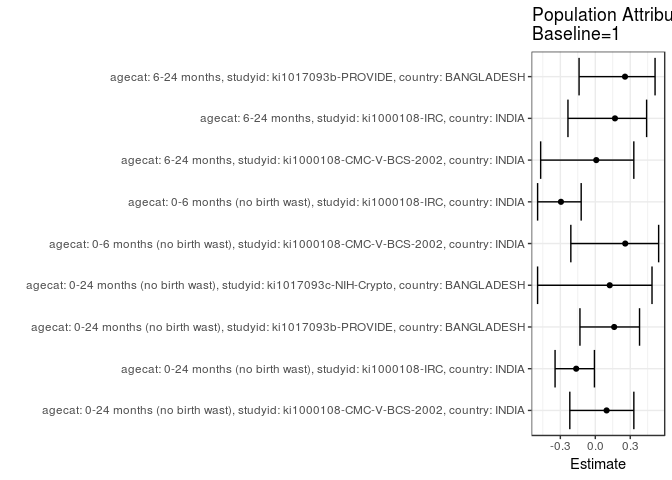 Population Attribu
Baseline=1
agecat: 6-24 months, studyid: ki1017093b-PROVIDE, country: BANGLADESH
agecat: 6-24 months, studyid: ki1000108-IRC, country: INDIA
agecat: 6-24 months, studyid: ki1000108-CMC-V-BCS-2002, country: INDIA
agecat: 0-6 months (no birth wast), studyid: ki1000108-IRC, country: INDIA
agecat: 0-6 months (no birth wast), studyid: ki1000108-CMC-V-BCS-2002, country: INDIA
agecat: 0-24 months (no birth wast), studyid: ki1017093c-NIH-Crypto, country: BANGLADESH
agecat: 0-24 months (no birth wast), studyid: ki1017093b-PROVIDE, country: BANGLADESH
agecat: 0-24 months (no birth wast), studyid: ki1000108-IRC, country: INDIA
agecat: 0-24 months (no birth wast), studyid: ki1000108-CMC-V-BCS-2002, country: INDIA
-0.3 0.0 0.3
Estimate